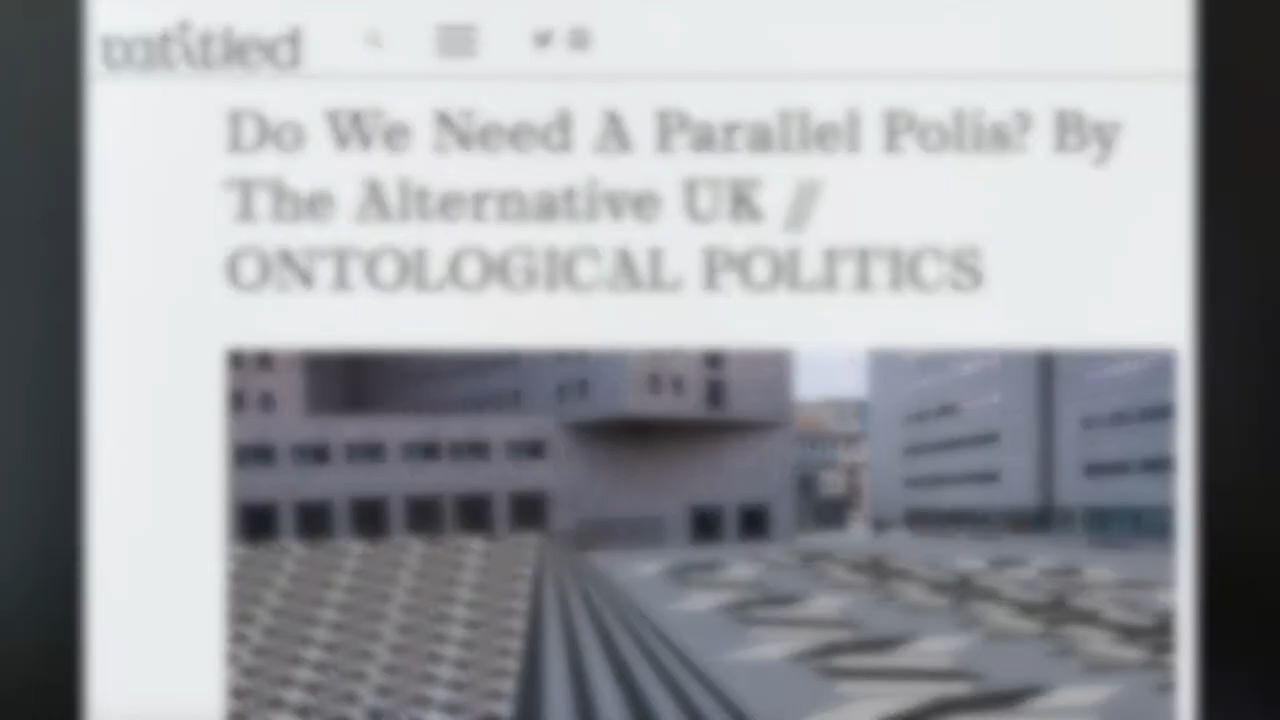 untitled
Do We Need A Parallel Polis? By
The Alternative UK //
ONTOLOGICAL POLITICS